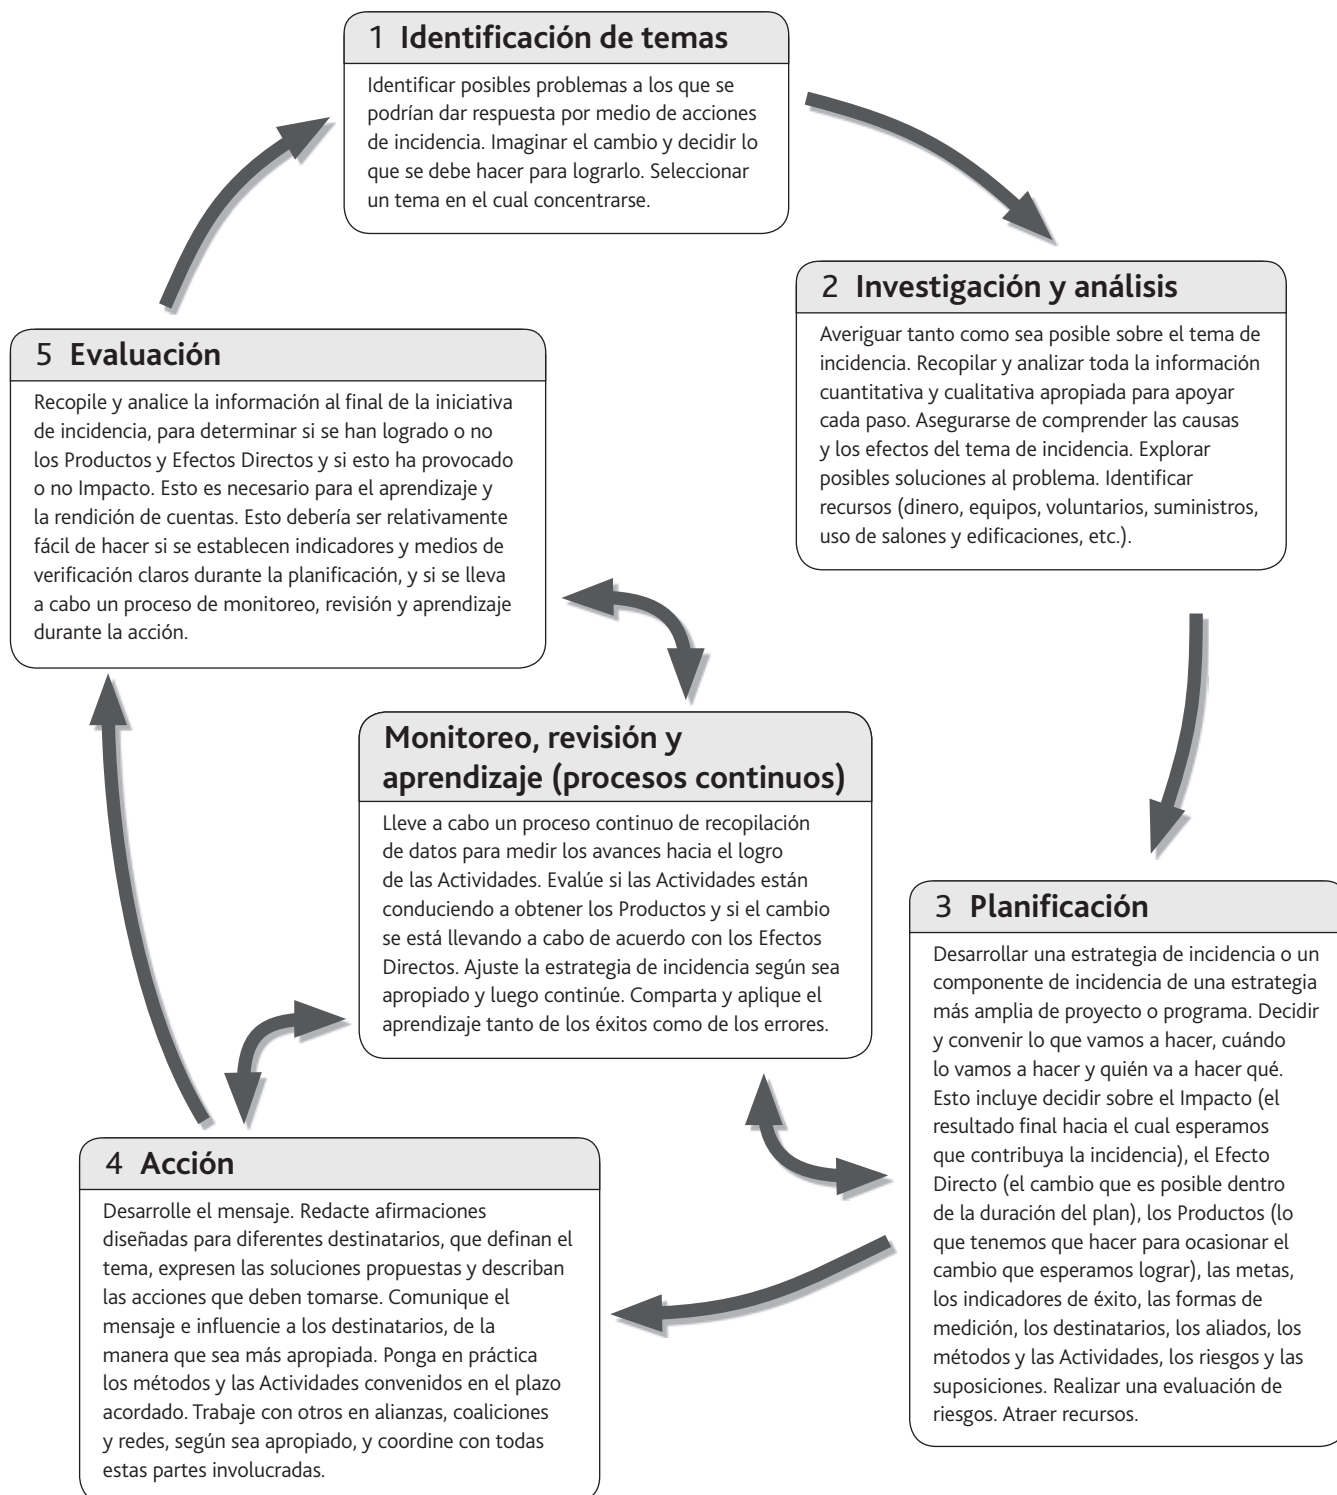 1 Identificación de temas
Identificar posibles problemas a los que se
podrían dar respuesta por medio de acciones
de incidencia. Imaginar el cambio y decidir lo
que se debe hacer para lograrlo. Seleccionar
un tema en el cual concentrarse.
2 Investigación y análisis
Averiguar tanto como sea posible sobre el tema de
incidencia. Recopilar y analizar toda la información
cuantitativa y cualitativa apropiada para apoyar
cada paso. Asegurarse de comprender las causas
y los efectos del tema de incidencia. Explorar
posibles soluciones al problema. Identificar
recursos (dinero, equipos, voluntarios, suministros,
uso de salones y edificaciones, etc.).
3 Planificación
Desarrollar una estrategia de incidencia o un
componente de incidencia de una estrategia
más amplia de proyecto o programa. Decidir
y convenir lo que vamos a hacer, cuándo
lo vamos a hacer y quién va a hacer qué.
Esto incluye decidir sobre el Impacto (el
resultado final hacia el cual esperamos
que contribuya la incidencia), el Efecto
Directo (el cambio que es posible dentro
de la duración del plan), los Productos (lo
que tenemos que hacer para ocasionar el
cambio que esperamos lograr), las metas,
los indicadores de éxito, las formas de
medición, los destinatarios, los aliados, los
métodos y las Actividades, los riesgos y las
suposiciones. Realizar una evaluación de
riesgos. Atraer recursos.
4 Acción
Desarrolle el mensaje. Redacte afirmaciones
diseñadas para diferentes destinatarios, que definan el
tema, expresen las soluciones propuestas y describan
las acciones que deben tomarse. Comunique el
mensaje e influencie a los destinatarios, de la
manera que sea más apropiada. Ponga en práctica
los métodos y las Actividades convenidos en el plazo
acordado. Trabaje con otros en alianzas, coaliciones
y redes, según sea apropiado, y coordine con todas
estas partes involucradas.
5 Evaluación
Recopile y analice la información al final de la iniciativa
de incidencia, para determinar si se han logrado o no
los Productos y Efectos Directos y si esto ha provocado
o no Impacto. Esto es necesario para el aprendizaje y
la rendición de cuentas. Esto debería ser relativamente
fácil de hacer si se establecen indicadores y medios de
verificación claros durante la planificación, y si se lleva
a cabo un proceso de monitoreo, revisión y aprendizaje
durante la acción.
Monitoreo, revisión y
aprendizaje (procesos continuos)
Lleve a cabo un proceso continuo de recopilación
de datos para medir los avances hacia el logro
de las Actividades. Evalúe si las Actividades están
conduciendo a obtener los Productos y si el cambio
se está llevando a cabo de acuerdo con los Efectos
Directos. Ajuste la estrategia de incidencia según sea
apropiado y luego continúe. Comparta y aplique el
aprendizaje tanto de los éxitos como de los errores.